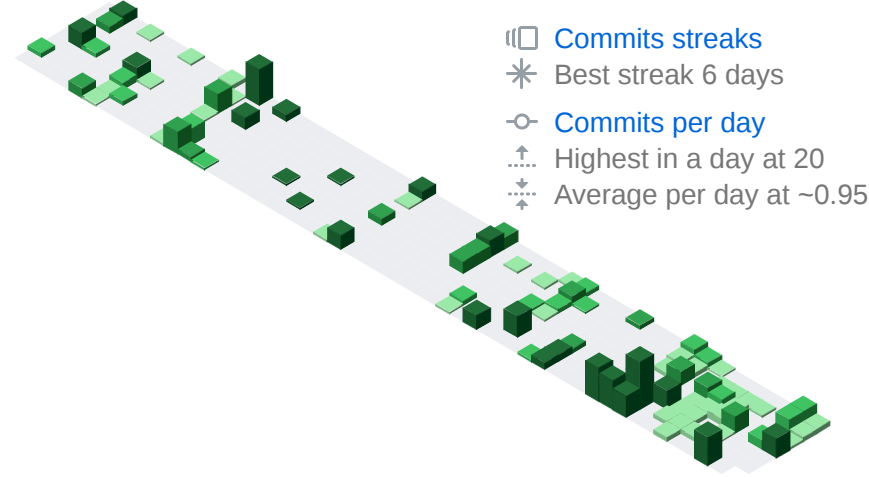 Commits streaks
Best streak 6 days
Commits per day
Highest in a day at 20
Average per day at ~0.95